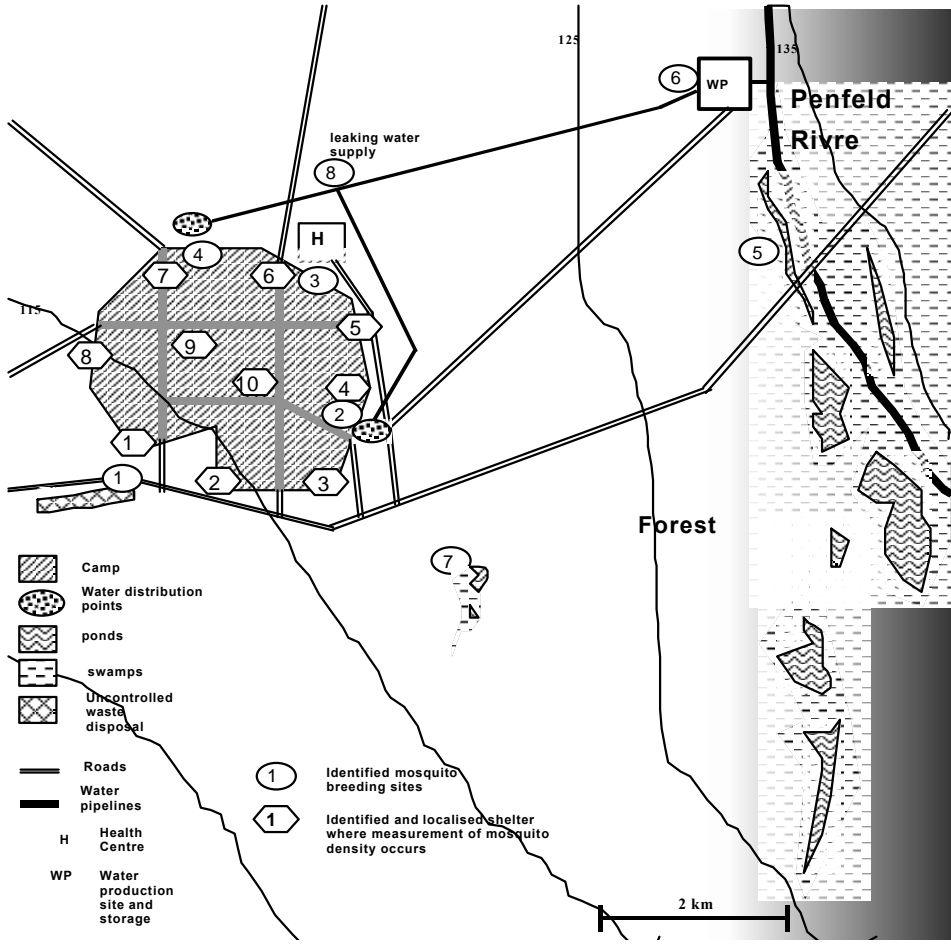 125
135
6
WP
Penfeld
Rivre
leaking water
supply
8
H
5
4
7
6
3
115
5
9
8
10
4
2
1
2
3
1
Forest
7
Camp
Water distribution
points
ponds
swamps
Uncontrolled
waste
disposal
Roads
Water
pipelines
H
Health
Centre
WP
Water
production
site and
storage
1
Identified mosquito
breeding sites
1
Identified and localised shelter
where measurement of mosquito
density occurs
2 km